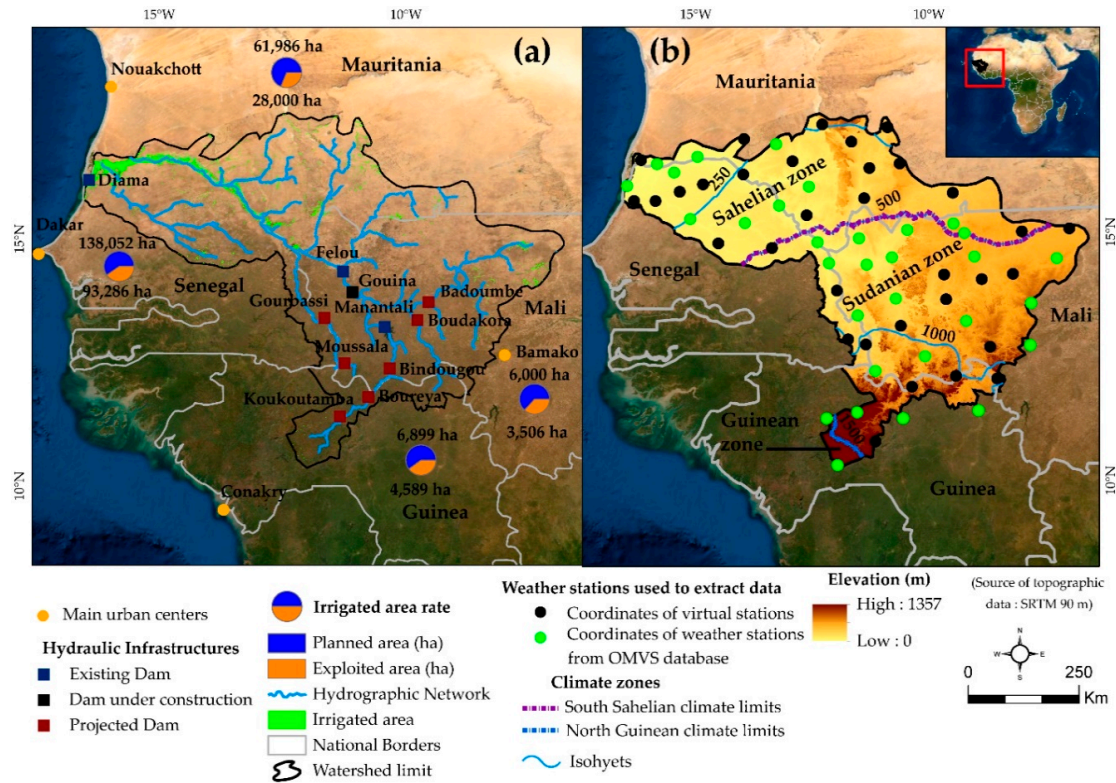 15°W
10°W
15°W
10°W
61,986 ha
(a)
Nouakchott
Mauritania
28,000 ha
Diama
Dakar
15°N
138,052 ha
Felou
93,286 ha
Senegal
Gouina
Gourbassi
Manantali
Badoumbe
Mali
Boudakora
Moussala
Bamako
Bindougou
6,000 ha
Koukoutamba
Boureya
3,506 ha
6,899 ha
10°N
4,589 ha
Conakry
Guinea
(b)
Mauritania
250
Sahelian zone
500
15°N
Senegal
Sudanian zone
Mali
1000
Guinean
zone
Guinea
10°N
Main urban centers
Hydraulic Infrastructures
Existing Dam
Dam under construction
Projected Dam
Irrigated area rate
Planned area (ha)
Exploited area (ha)
Hydrographic Network
Irrigated area
National Borders
Watershed limit
Weather stations used to extract data
Coordinates of virtual stations
Coordinates of weather stations
from OMVS database
Climate zones
South Sahelian climate limits
North Guinean climate limits
Isohyets
Elevation (m)
High : 1357
Low : 0
(Source of topographic
data : SRTM 90 m)
N
W E
S
0 250
Km